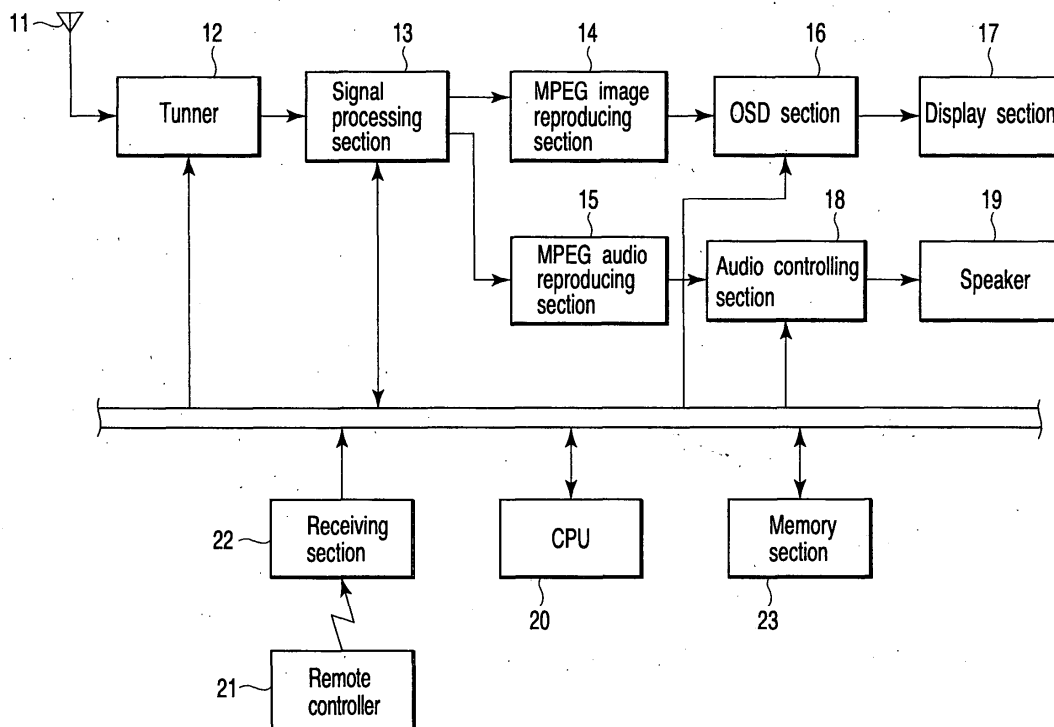 11
12
13
14
16
17
Tunner
Signal
processing
section
MPEG image
reproducing
section
OSD section
Display section
15
18
19
MPEG audio
reproducing
section
Audio controlling
section
Speaker
22
Receiving
section
CPU
Memory
section
20
23
21
Remote
controller